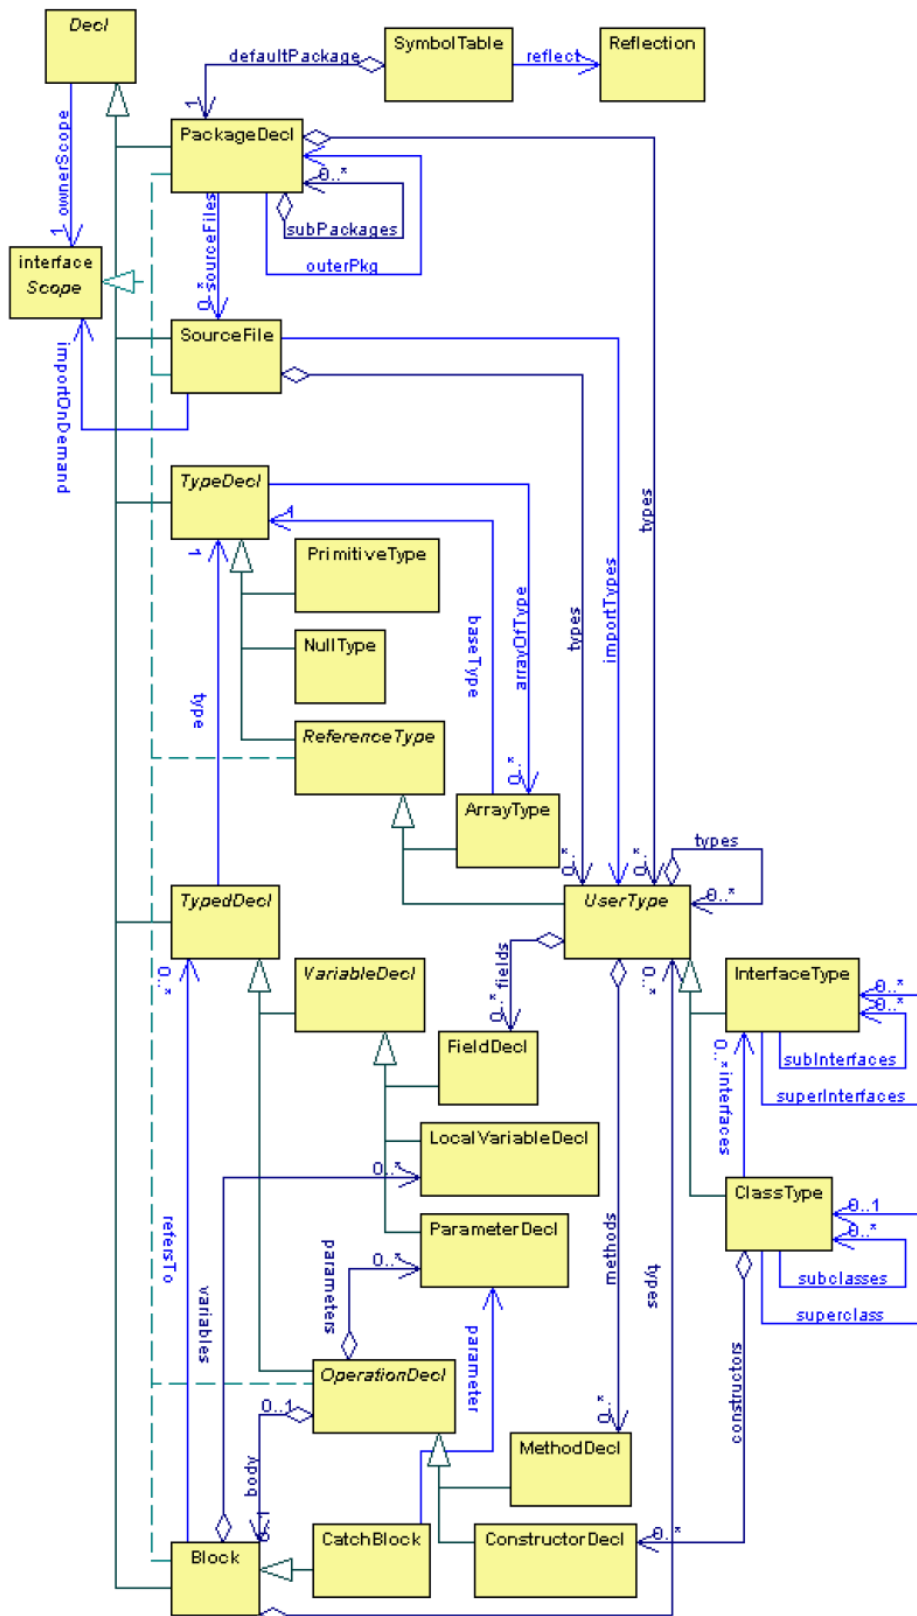 Decl
SymbolTable
Reflection
defaultPackage
reflect
1
PackageDecl
ownerScope
1
0..*
subPackages
outerPkg
interface
Scope
sourceFiles
0..*
SourceFile
importOnDemand
types
TypeDecl
1
1
PrimitiveType
types
importTypes
arrayOfType
baseType
NullType
type
ReferenceType
0..*
ArrayType
types
0..*
0..*
0..*
TypedDecl
UserType
0..*
VariableDecl
fields
0..*
0..*
InterfaceType
0..*
0..*
FieldDecl
subInterfaces
superInterfaces
0..*
interfaces
LocalVariableDecl
0..*
ClassType
0..1
0..*
ParameterDecl
0..*
refersTo
variables
parameters
parameter
methods
types
subclasses
superclass
constructors
OperationDecl
0..1
0..*
body
MethodDecl
CatchBlock
ConstructorDecl
0..*
Block